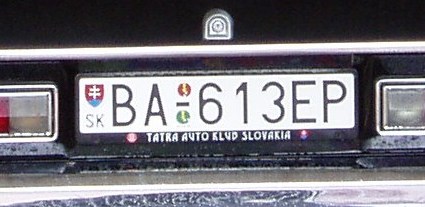 SK BA-613EP
TATRA AUTO KLUB SLOVAKIA